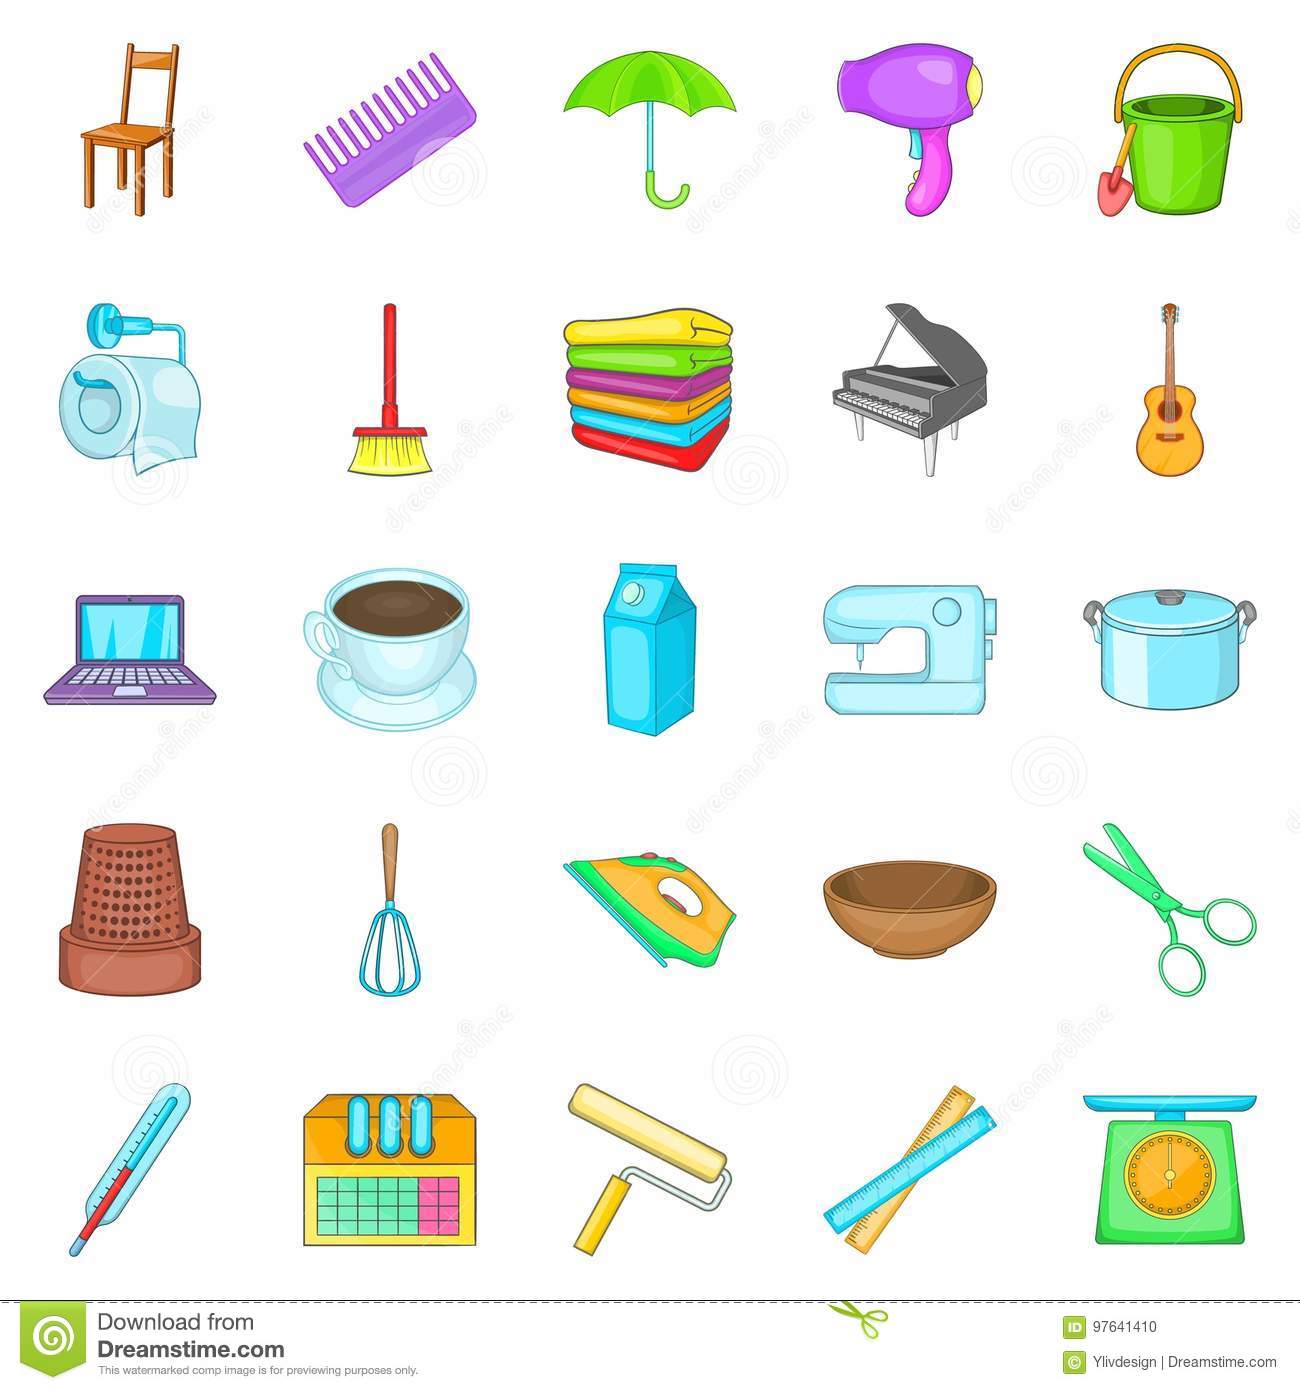 Download from
Dreamstime.com
This watermarked comp image is for previewing purposes only.
ID 97641410
© Ylivdesign | Dreamstime.com